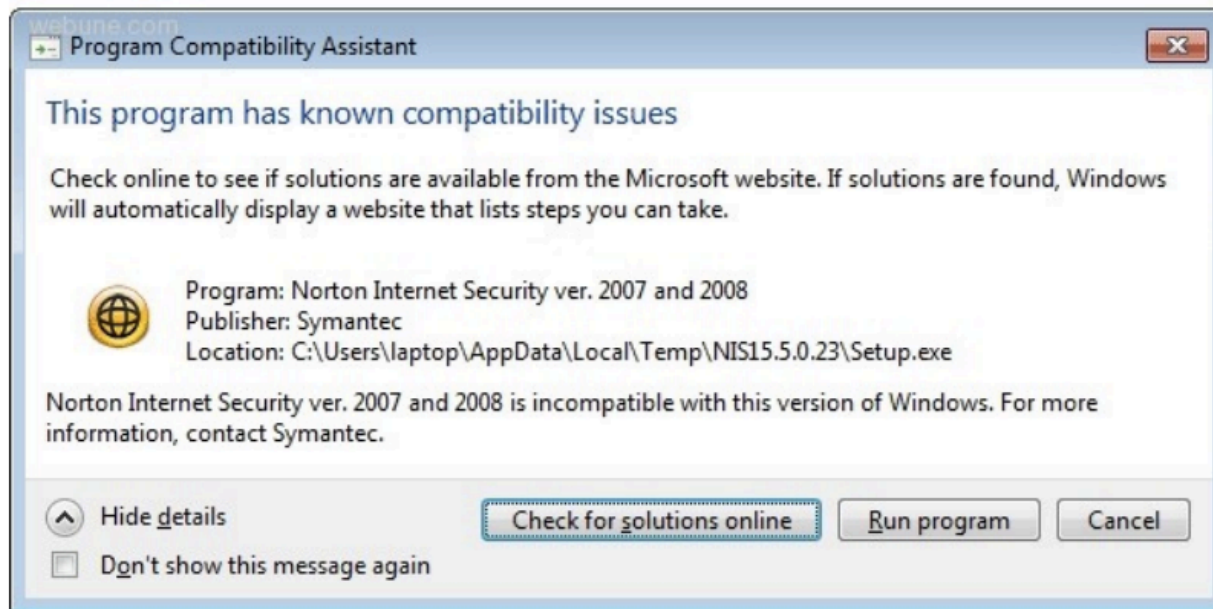 webune.com
Program Compatibility Assistant
This program has known compatibility issues
Check online to see if solutions are available from the Microsoft website. If solutions are found, Windows
will automatically display a website that lists steps you can take.
Program: Norton Internet Security ver. 2007 and 2008
Publisher: Symantec
Location: C:\Users\laptop\AppData\Local\Temp\NIS15.5.0.23\Setup.exe
Norton Internet Security ver. 2007 and 2008 is incompatible with this version of Windows. For more
information, contact Symantec.
Hide details Check for solutions online Run program Cancel
Don't show this message again